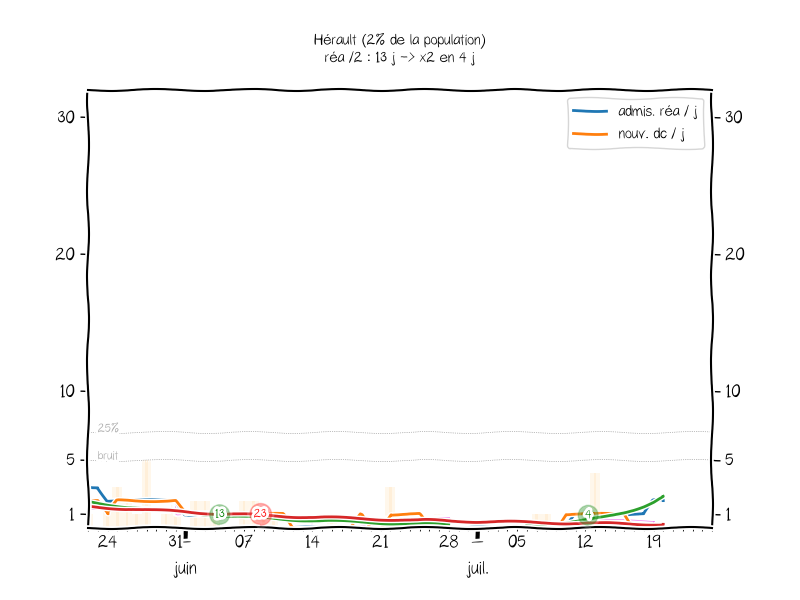 Hérault (2% de la population)
réa /2 : 13 j -> x2 en 4 j
admis. réa / j
nouv. dc / j
30 30
20 20
10 10
25%
5 bruit 5
1 13 23 4 1
24 31 07 14 21 28 05 12 19
juin juil.